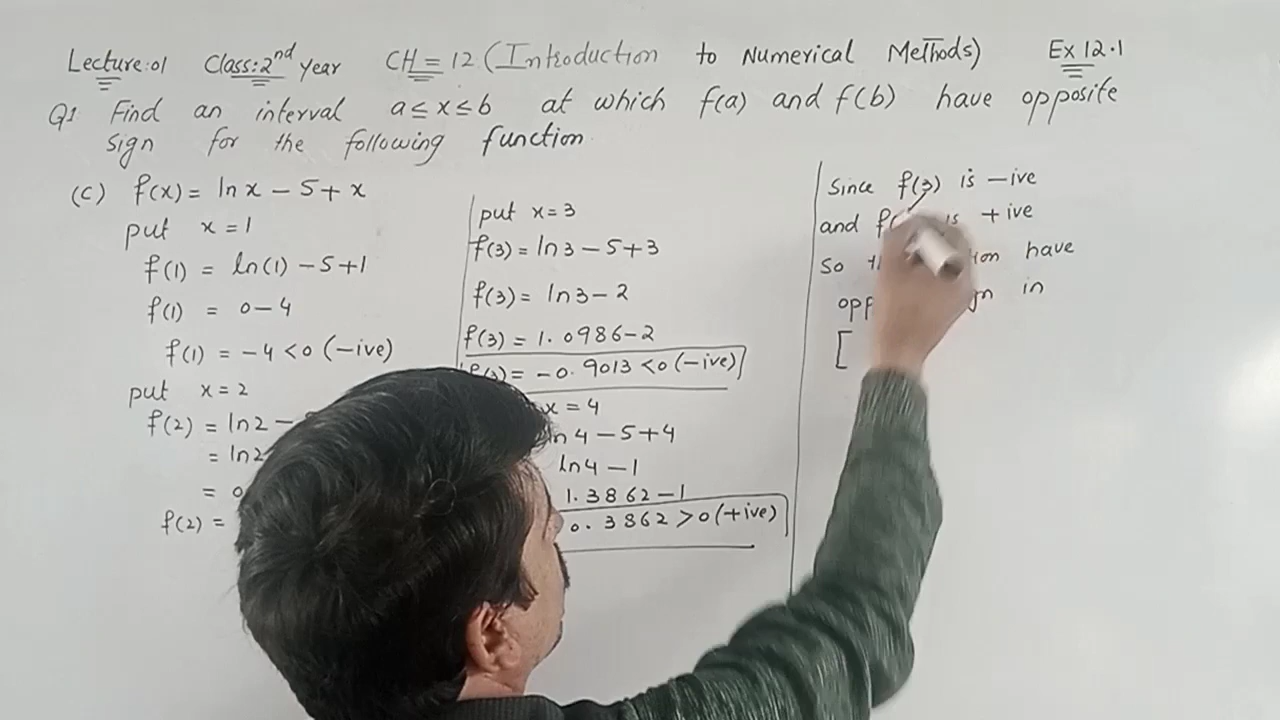 Lecture:01 Class:2nd year CH=12 (Introduction to Numerical Methods) Ex 12.1
Q1 Find an interval a≤x≤b at which f(a) and f(b) have opposite
sign for the following function.
(C) f(x)= lnx-5+x
put x=1
f(1) = ln(1)-5+1
f(1) = 0-4
f(1) = -4<0 (-ive)
put x=2
f(2) = ln2-
= ln2
= 0
f(2) =
put x=3
f(3)= ln3-5+3
f(3)= ln3-2
f(3)= 1.0986-2
f(3)= -0.9013<0 (-ive)
x=4
ln4-5+4
ln4-1
1.3862-1
0.3862>0(+ive)
Since f(3) is -ive
and is +ive
So have
in
[